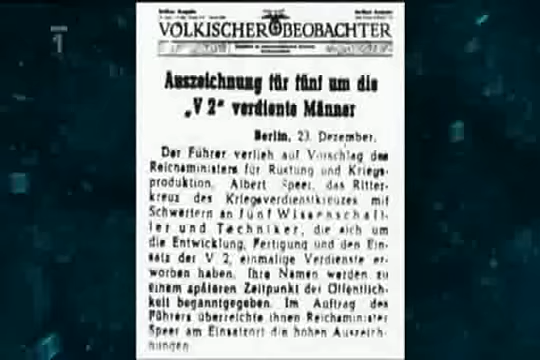 1
VÖLKISCHER BEOBACHTER
Auszeichnung für fünf um die
„V 2“ verdiente Männer
Berlin, 23. Dezember.
Der Führer verlieh auf Vorschlag des
Reichsministers für Rüstung und Kriegs-
produktion, Albert Speer, das Ritter-
kreuz des Kriegsverdienstkreuzes mit
Schwertern an fünf Wissenschaft-
ler und Techniker, die sich um
die Entwicklung, Fertigung und den Ein-
satz der V 2, einmalige Verdienste er-
worben haben. Ihre Namen werden zu
einem späteren Zeitpunkt der Öffentlich-
keit beganntgegeben. Im Auftrag des
Führers überreichte ihnen Reichsminister
Speer am Einsatzort die hohen Auszeich-
nungen